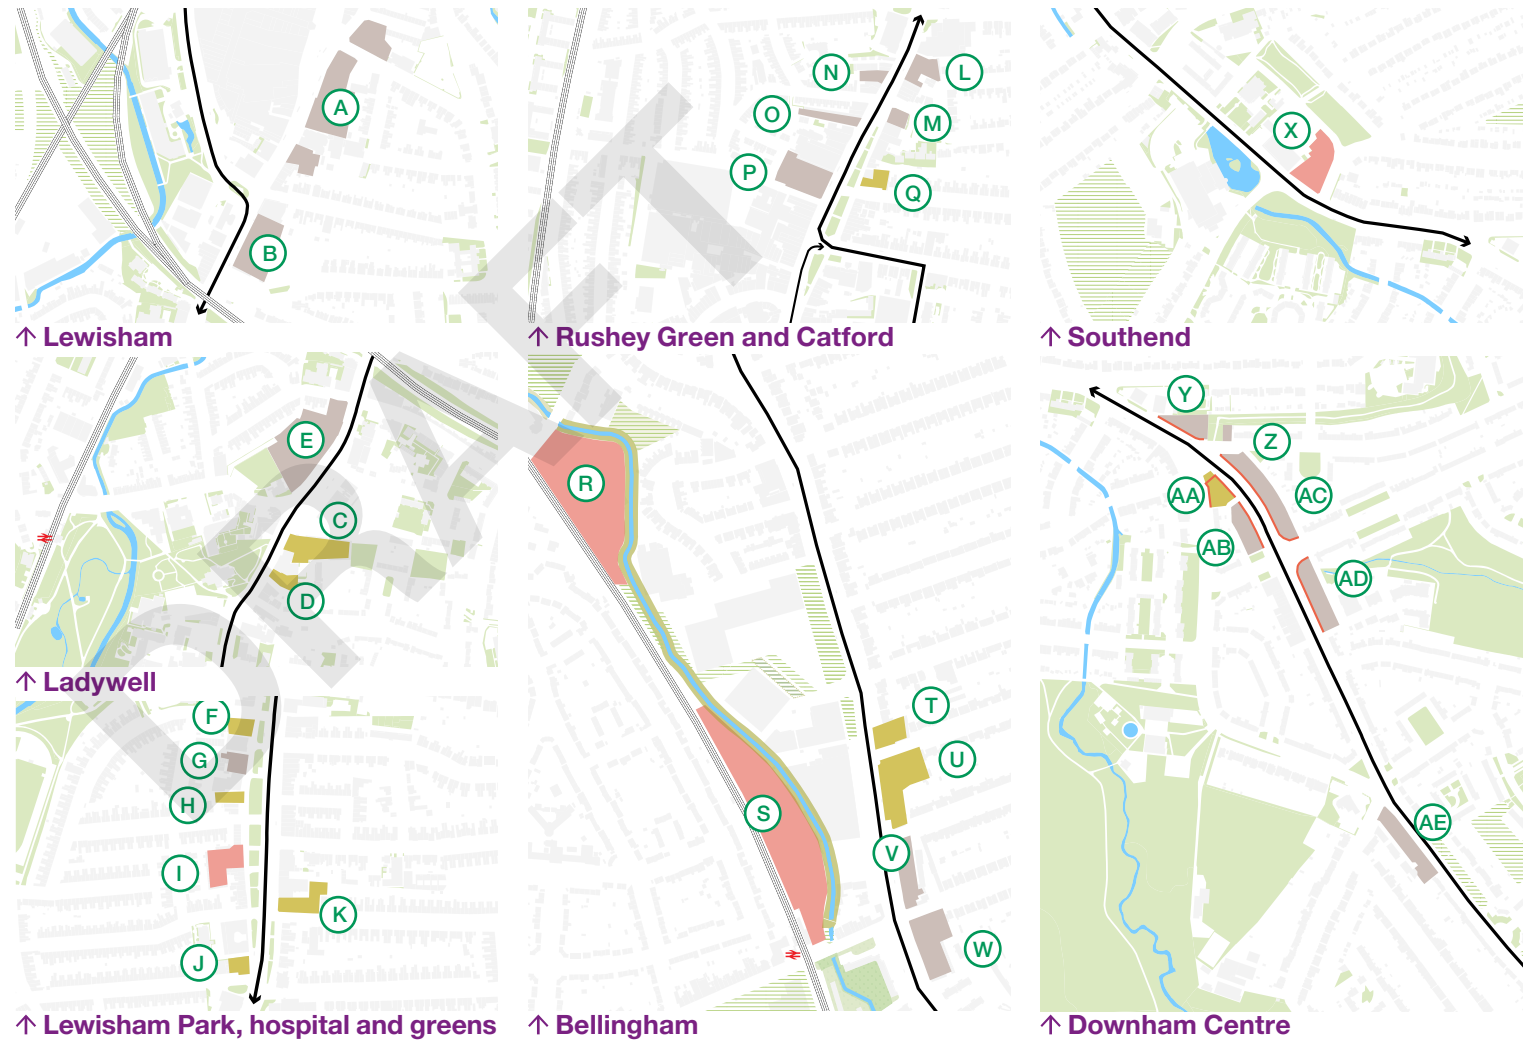 A
B
↑ Lewisham
N
L
O
M
P
Q
↑ Rushey Green and Catford
X
↑ Southend
E
C
D
↑ Ladywell
F
G
H
I
K
J
↑ Lewisham Park, hospital and greens
R
T
U
S
V
W
↑ Bellingham
Y
Z
AA
AC
AB
AD
AE
↑ Downham Centre
DRAFT